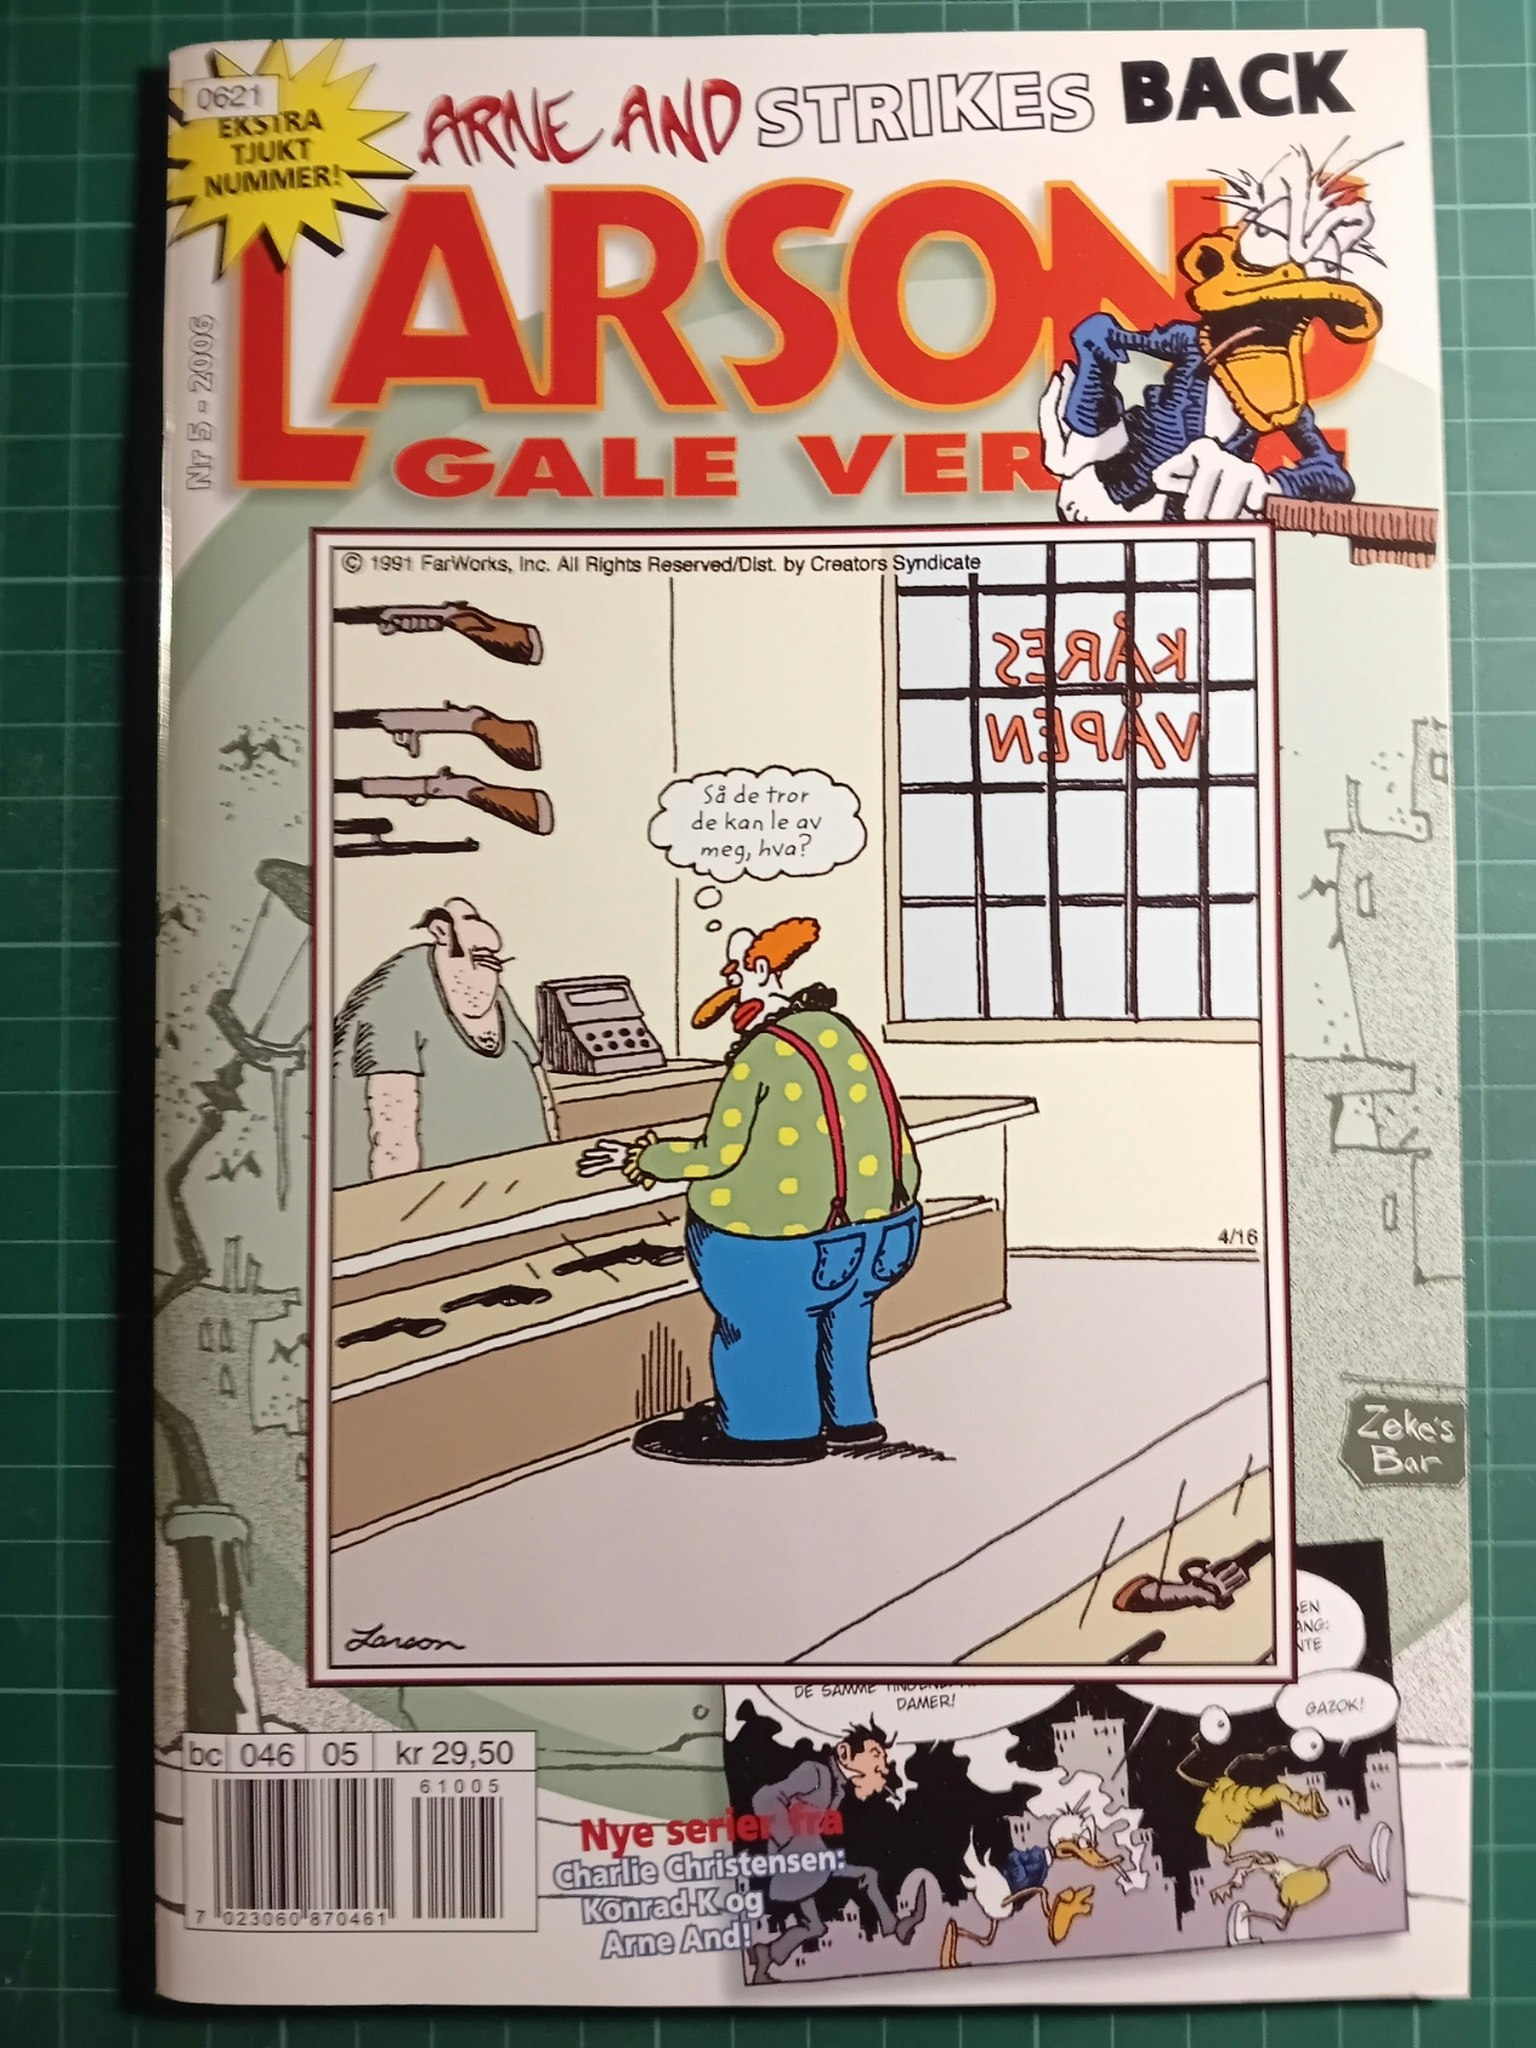 0621
EKSTRA
TJUKT
NUMMER!
ARNE AND STRIKES BACK
LARSONS
GALE VER
Nr 5 - 2006
© 1991 FarWorks, Inc. All Rights Reserved/Dist. by Creators Syndicate
KÅRES
VÅPEN
Så de tror
de kan le av
meg, hva?
4/16
Zeke's
Bar
Larson
DE SAMME
DAMER!
GAZOK!
bc 046 05 kr 29,50
61005
7 023060 870461
Nye serier fra
Charlie Christensen:
Konrad K og
Arne And!